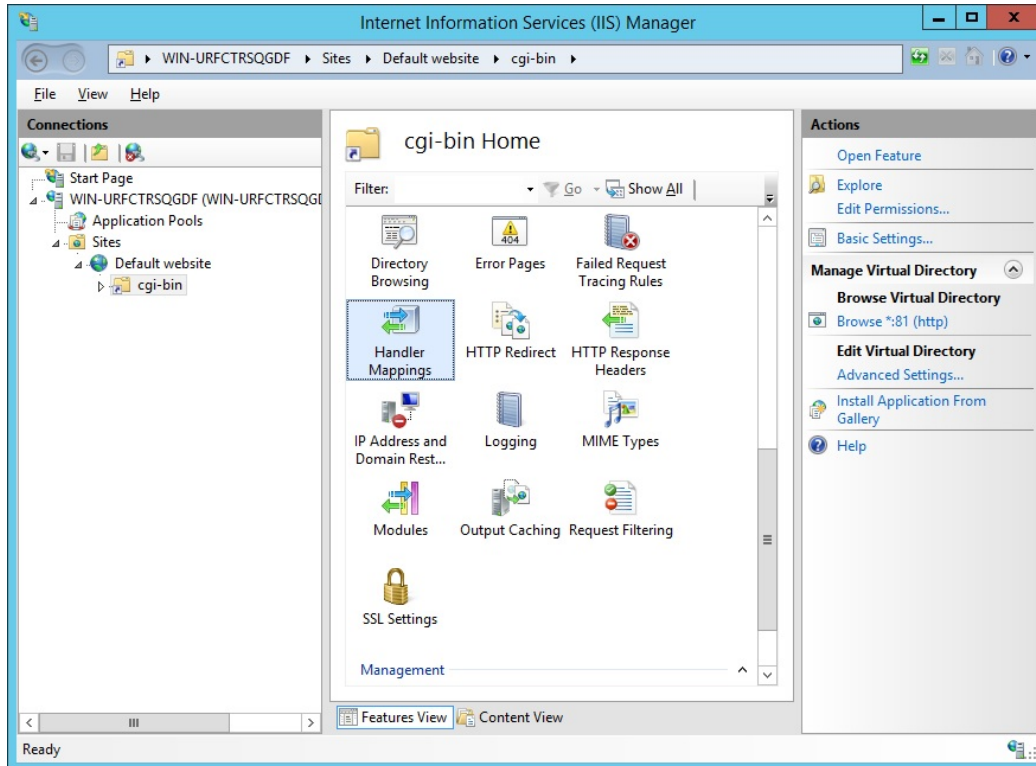 Internet Information Services (IIS) Manager
WIN-URFCTRSQGDF Sites Default website cgi-bin
File View Help
Connections
Start Page
WIN-URFCTRSQGDF (WIN-URFCTRSQGD
Application Pools
Sites
Default website
cgi-bin
cgi-bin Home
Filter: Go Show All
Directory Browsing
404
Error Pages
Failed Request Tracing Rules
Handler Mappings
HTTP Redirect
HTTP Response Headers
IP Address and Domain Rest...
Logging
MIME Types
Modules
Output Caching
Request Filtering
SSL Settings
Management
Features View Content View
Actions
Open Feature
Explore
Edit Permissions...
Basic Settings...
Manage Virtual Directory
Browse Virtual Directory
Browse *:81 (http)
Edit Virtual Directory
Advanced Settings...
Install Application From
Gallery
Help
Ready